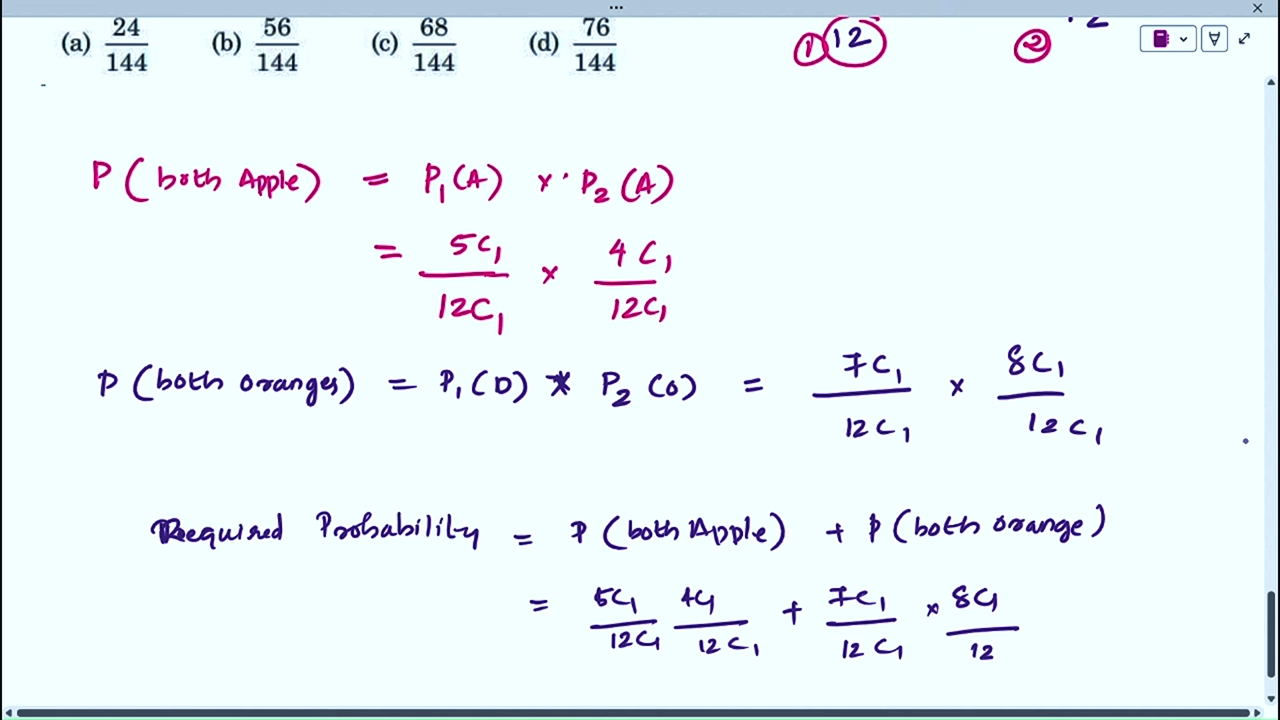 (a) 24/144 (b) 56/144 (c) 68/144 (d) 76/144 ① 12 ②
P (both Apple) = P₁(A) × P₂(A)
= 5C₁/12C₁ × 4C₁/12C₁
P (both oranges) = P₁(O) * P₂(O) = 7C₁/12C₁ × 8C₁/12C₁
Required Probability = P (both Apple) + P (both orange)
= 5C₁/12C₁ 4C₁/12C₁ + 7C₁/12C₁ × 8C₁/12